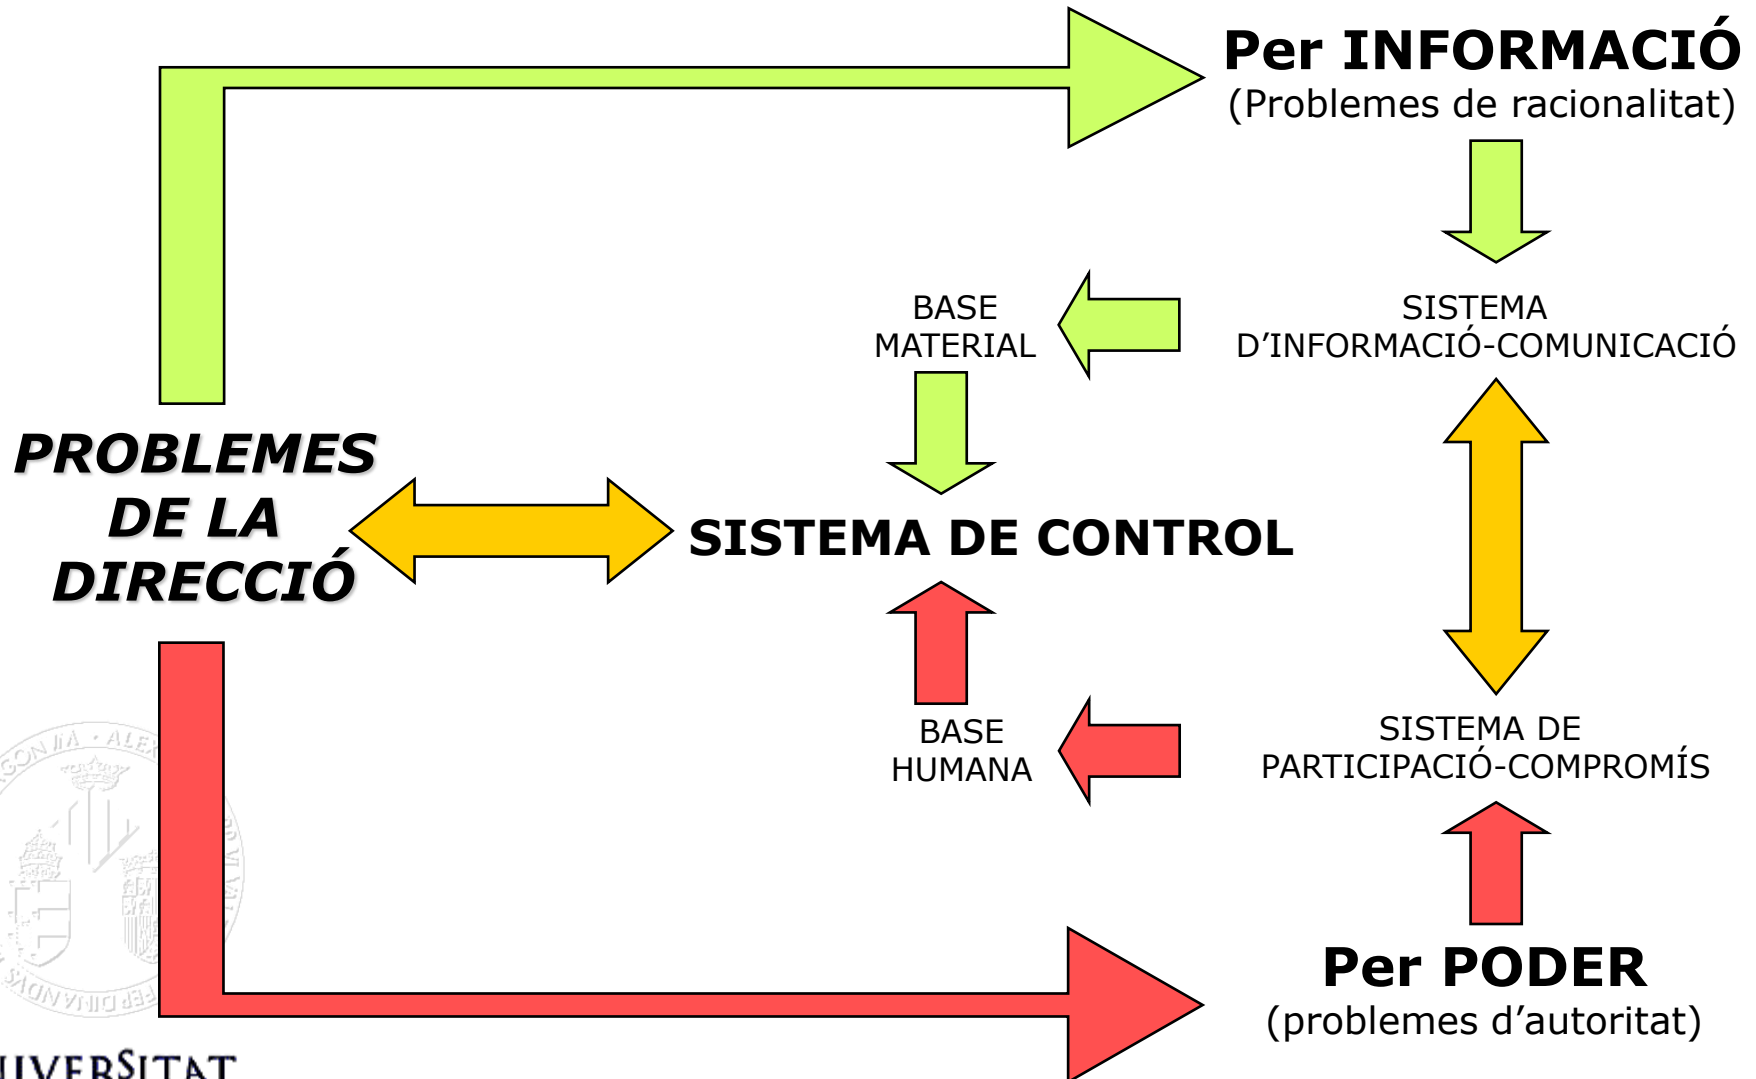 Per INFORMACIÓ
(Problemes de racionalitat)
BASE
MATERIAL
SISTEMA
D’INFORMACIÓ-COMUNICACIÓ
PROBLEMES
DE LA
DIRECCIÓ
SISTEMA DE CONTROL
BASE
HUMANA
SISTEMA DE
PARTICIPACIÓ-COMPROMÍS
Per PODER
(problemes d’autoritat)